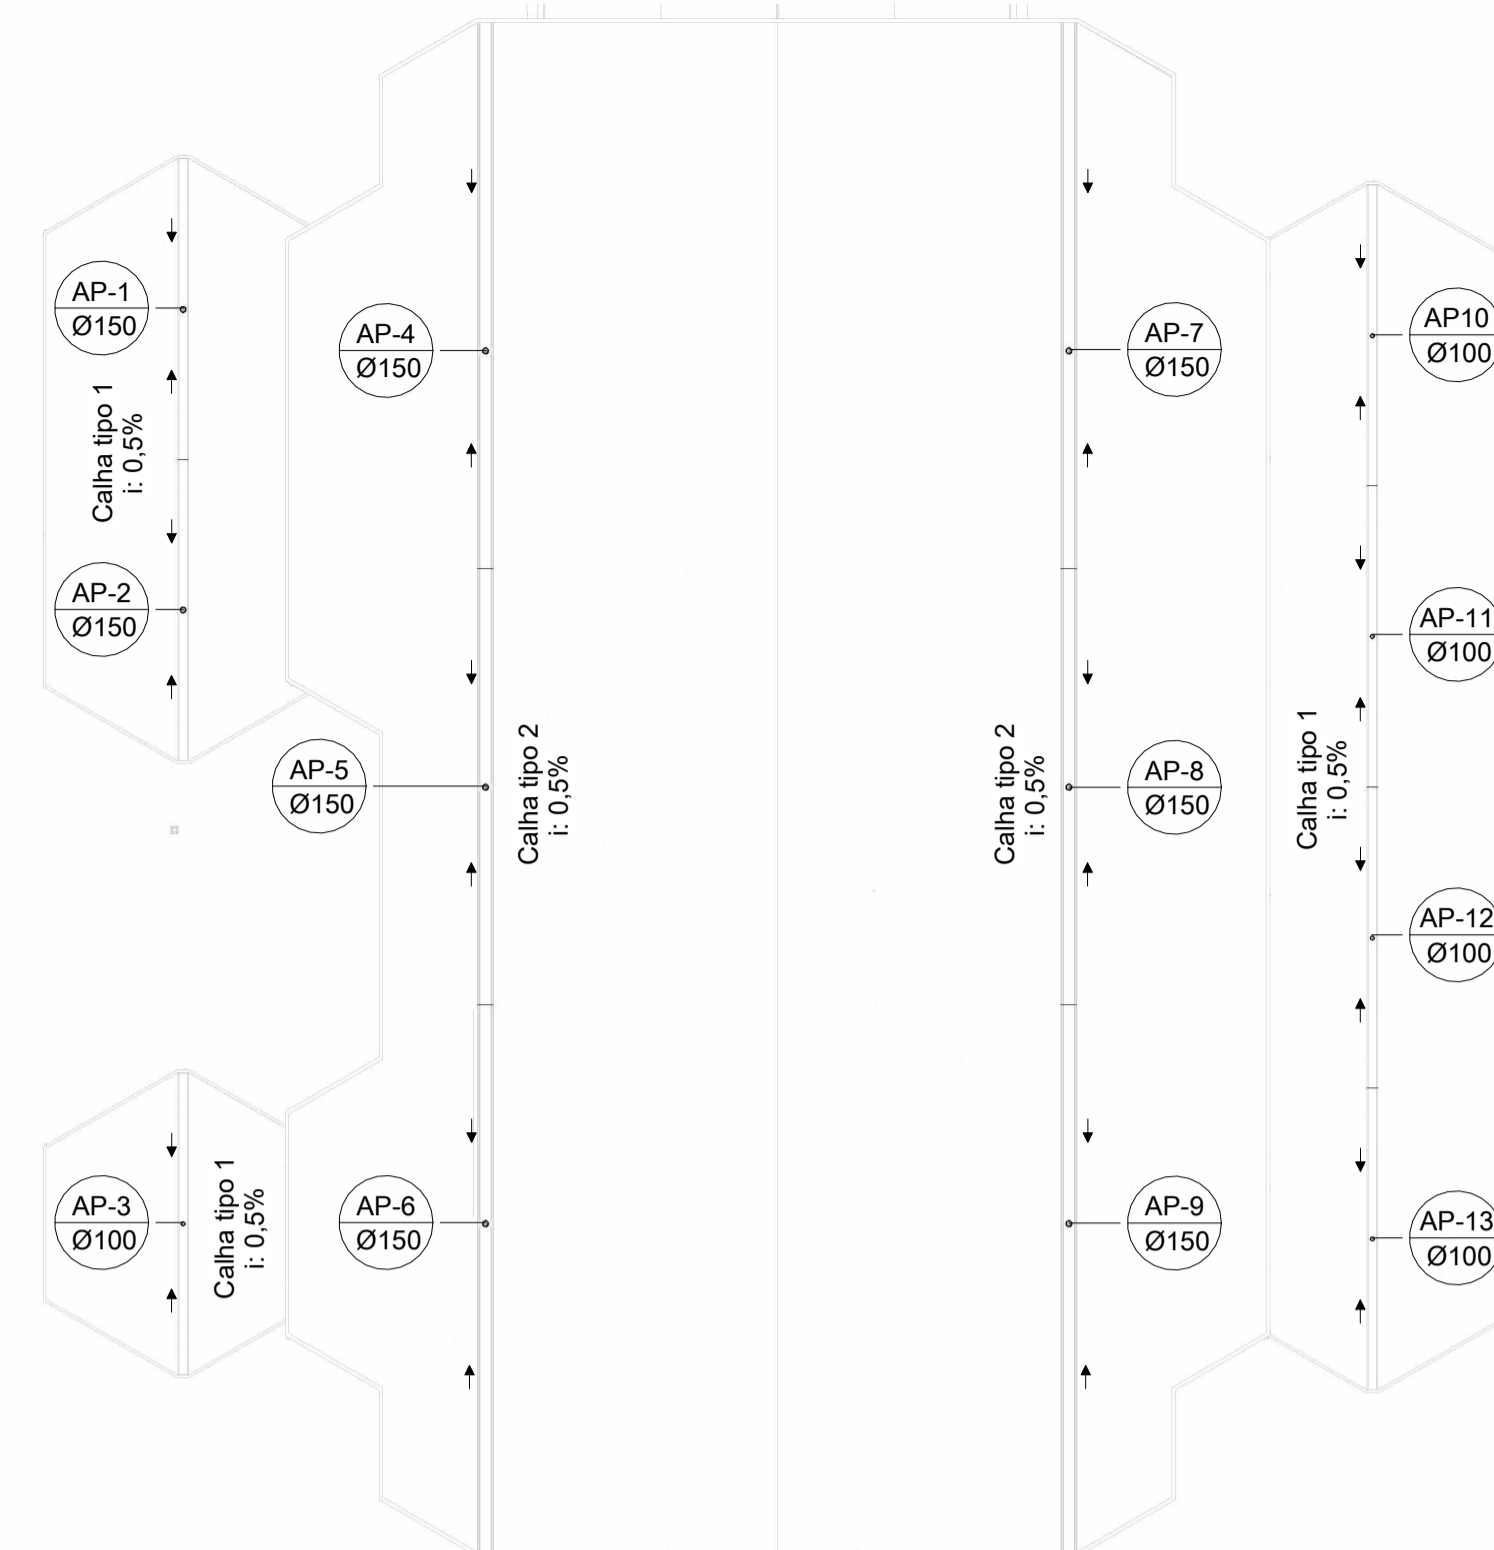 AP-1
Ø150
Calha tipo 1
i: 0,5%
AP-2
Ø150
AP-3
Ø100
Calha tipo 1
i: 0,5%
AP-4
Ø150
AP-5
Ø150
AP-6
Ø150
Calha tipo 2
i: 0,5%
Calha tipo 2
i: 0,5%
AP-7
Ø150
AP-8
Ø150
AP-9
Ø150
Calha tipo 1
i: 0,5%
AP10
Ø100
AP-11
Ø100
AP-12
Ø100
AP-13
Ø100